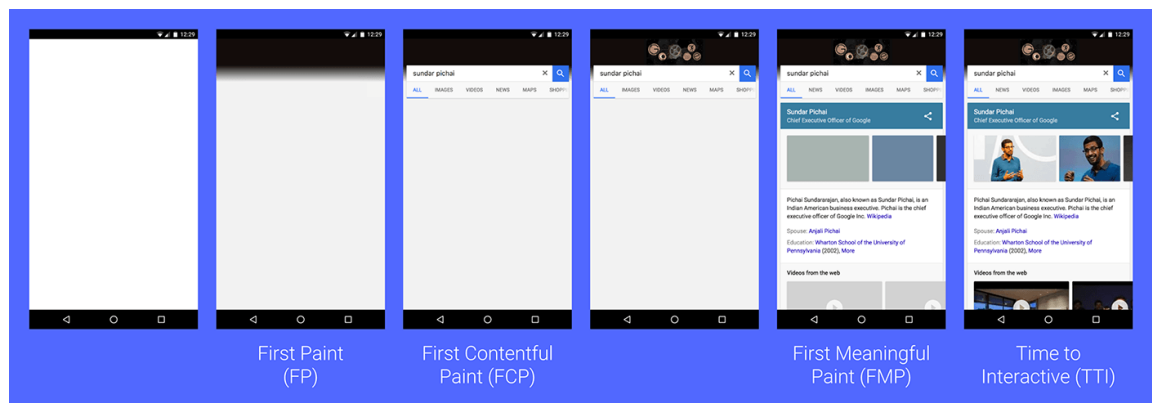 12:29
12:29
12:29
sundar pichai
ALL IMAGES VIDEOS NEWS MAPS SHOPPI
12:29
sundar pichai
ALL IMAGES VIDEOS NEWS MAPS SHOPPI
12:29
sundar pichai
ALL NEWS VIDEOS IMAGES MAPS SHOPPI
Sundar Pichai
Chief Executive Officer of Google
Pichai Sundararajan, also known as Sundar Pichai, is an
Indian American business executive. Pichai is the chief
executive officer of Google Inc. Wikipedia
Spouse: Anjali Pichai
Education: Wharton School of the University of
Pennsylvania (2002), More
Videos from the web
12:29
sundar pichai
ALL NEWS VIDEOS IMAGES MAPS SHOPPI
Sundar Pichai
Chief Executive Officer of Google
Pichai Sundararajan, also known as Sundar Pichai, is an
Indian American business executive. Pichai is the chief
executive officer of Google Inc. Wikipedia
Spouse: Anjali Pichai
Education: Wharton School of the University of
Pennsylvania (2002), More
Videos from the web
First Paint
(FP)
First Contentful
Paint (FCP)
First Meaningful
Paint (FMP)
Time to
Interactive (TTI)